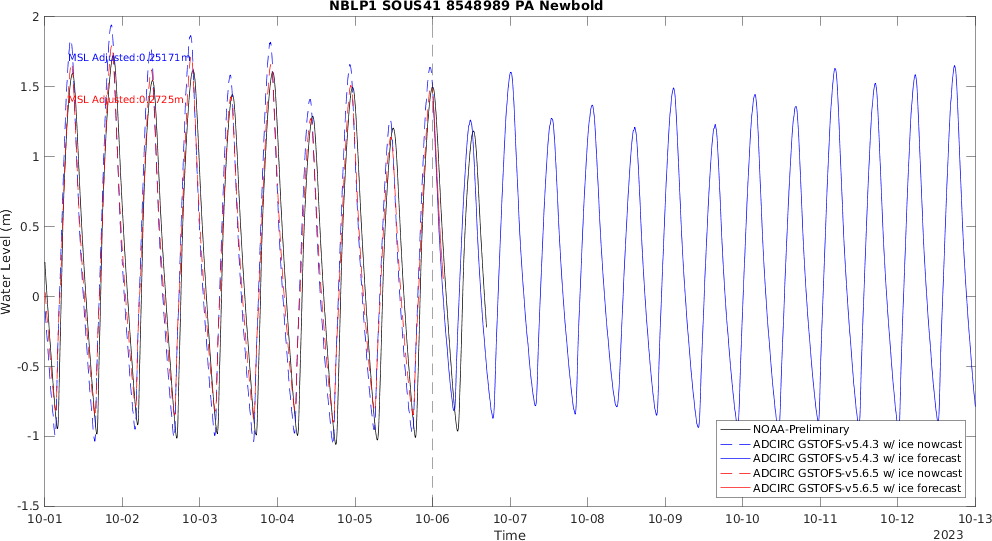 NBLP1 SOUS41 8548989 PA Newbold
2
1.5
1
0.5
0
-0.5
-1
-1.5
Water Level (m)
MSL Adjusted:0.25171m
MSL Adjusted:0.2725m
NOAA-Preliminary
ADCIRC GSTOFS-v5.4.3 w/ ice nowcast
ADCIRC GSTOFS-v5.4.3 w/ ice forecast
ADCIRC GSTOFS-v5.6.5 w/ ice nowcast
ADCIRC GSTOFS-v5.6.5 w/ ice forecast
10-01 10-02 10-03 10-04 10-05 10-06 10-07 10-08 10-09 10-10 10-11 10-12 10-13
Time
2023